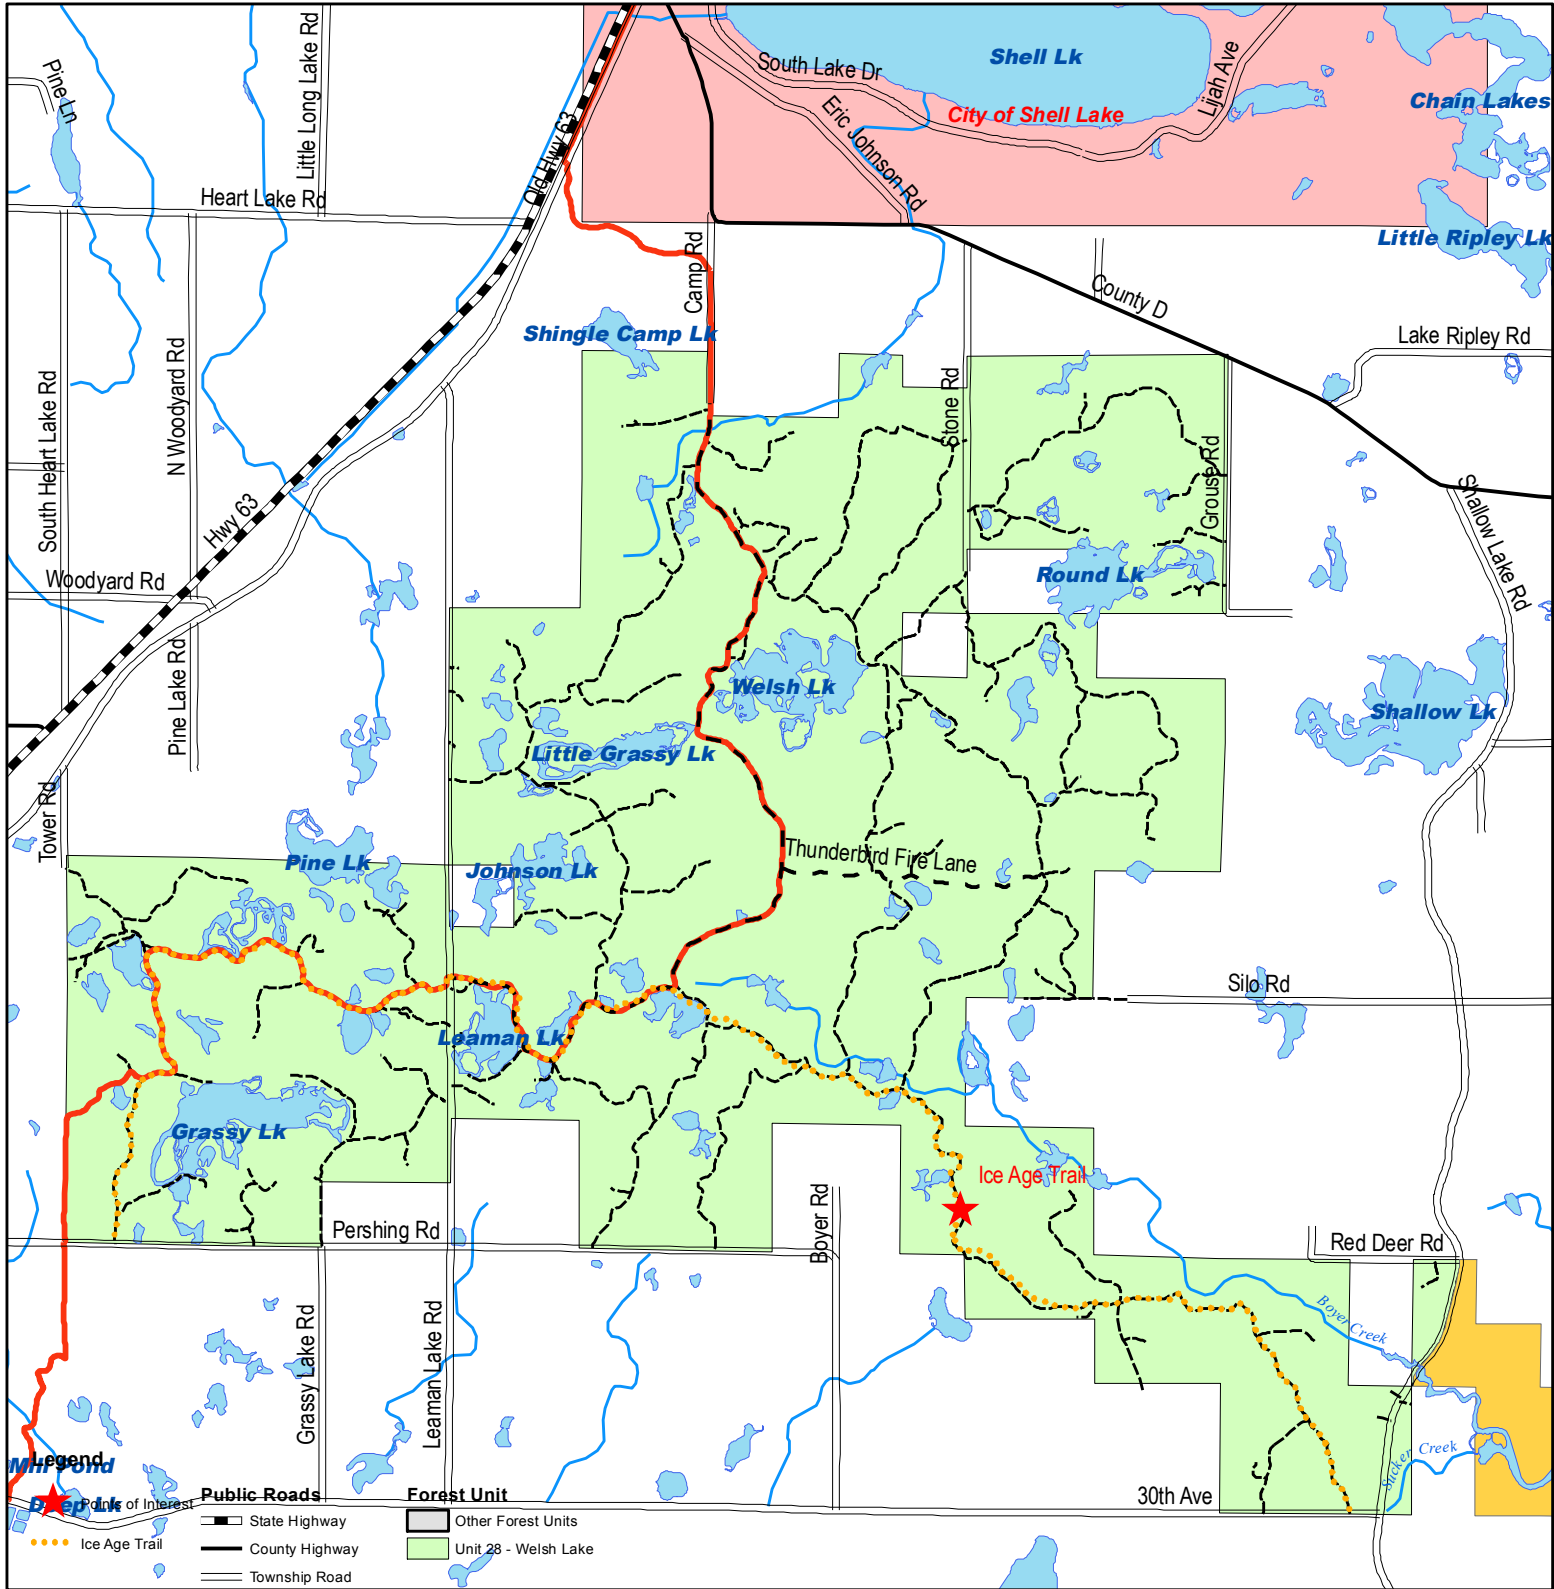 Pine Ln
Little Long Lake Rd
Shell Lk
South Lake Dr
Lijah Ave
Chain Lakes
City of Shell Lake
Eric Johnson Rd
Old Hwy 63
Heart Lake Rd
Little Ripley Lk
Camp Rd
County D
Shingle Camp Lk
Lake Ripley Rd
N Woodyard Rd
South Heart Lake Rd
Stone Rd
Grouse Rd
Hwy 63
Shallow Lake Rd
Woodyard Rd
Round Lk
Pine Lake Rd
Welsh Lk
Shallow Lk
Little Grassy Lk
Tower Rd
Pine Lk
Johnson Lk
Thunderbird Fire Lane
Silo Rd
Leaman Lk
Grassy Lk
Ice Age Trail
Pershing Rd
Boyer Rd
Red Deer Rd
Grassy Lake Rd
Leaman Lake Rd
Boyer Creek
Sucker Creek
30th Ave
Mill Pond
Deep Lk
Legend
Points of Interest
Ice Age Trail
Public Roads
State Highway
County Highway
Township Road
Forest Unit
Other Forest Units
Unit 28 - Welsh Lake